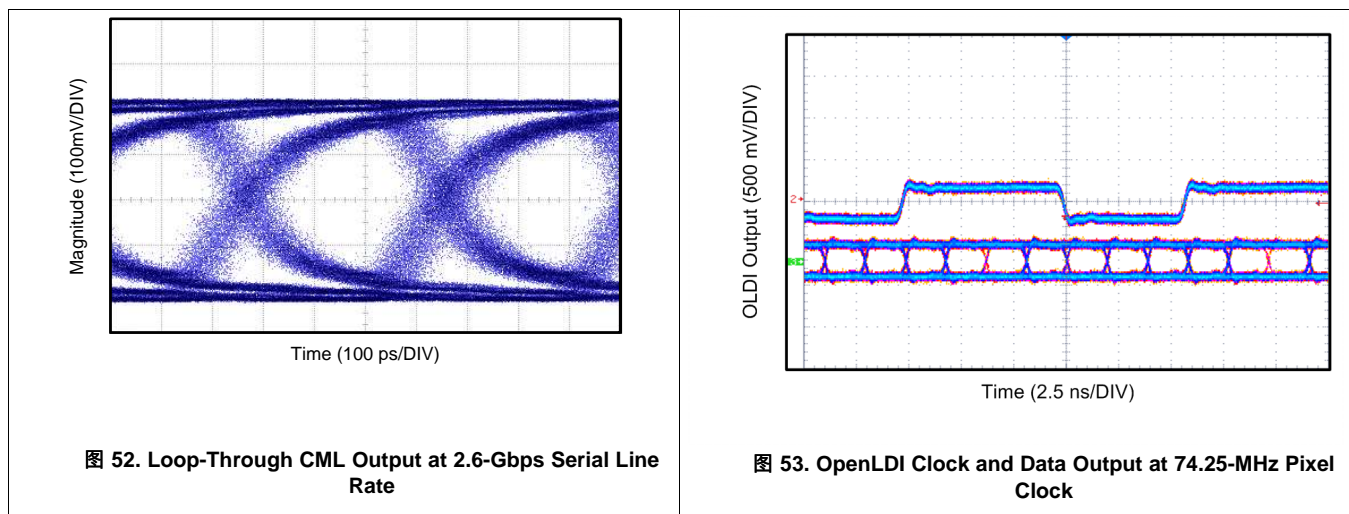 Magnitude (100mV/DIV)
Time (100 ps/DIV)
图 52. Loop-Through CML Output at 2.6-Gbps Serial Line
Rate
OLDI Output (500 mV/DIV)
2
Time (2.5 ns/DIV)
图 53. OpenLDI Clock and Data Output at 74.25-MHz Pixel
Clock